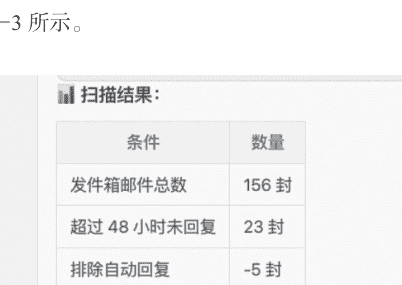 -3 所示。
📊 扫描结果：
条件 数量
发件箱邮件总数 156 封
超过 48 小时未回复 23 封
排除自动回复 -5 封